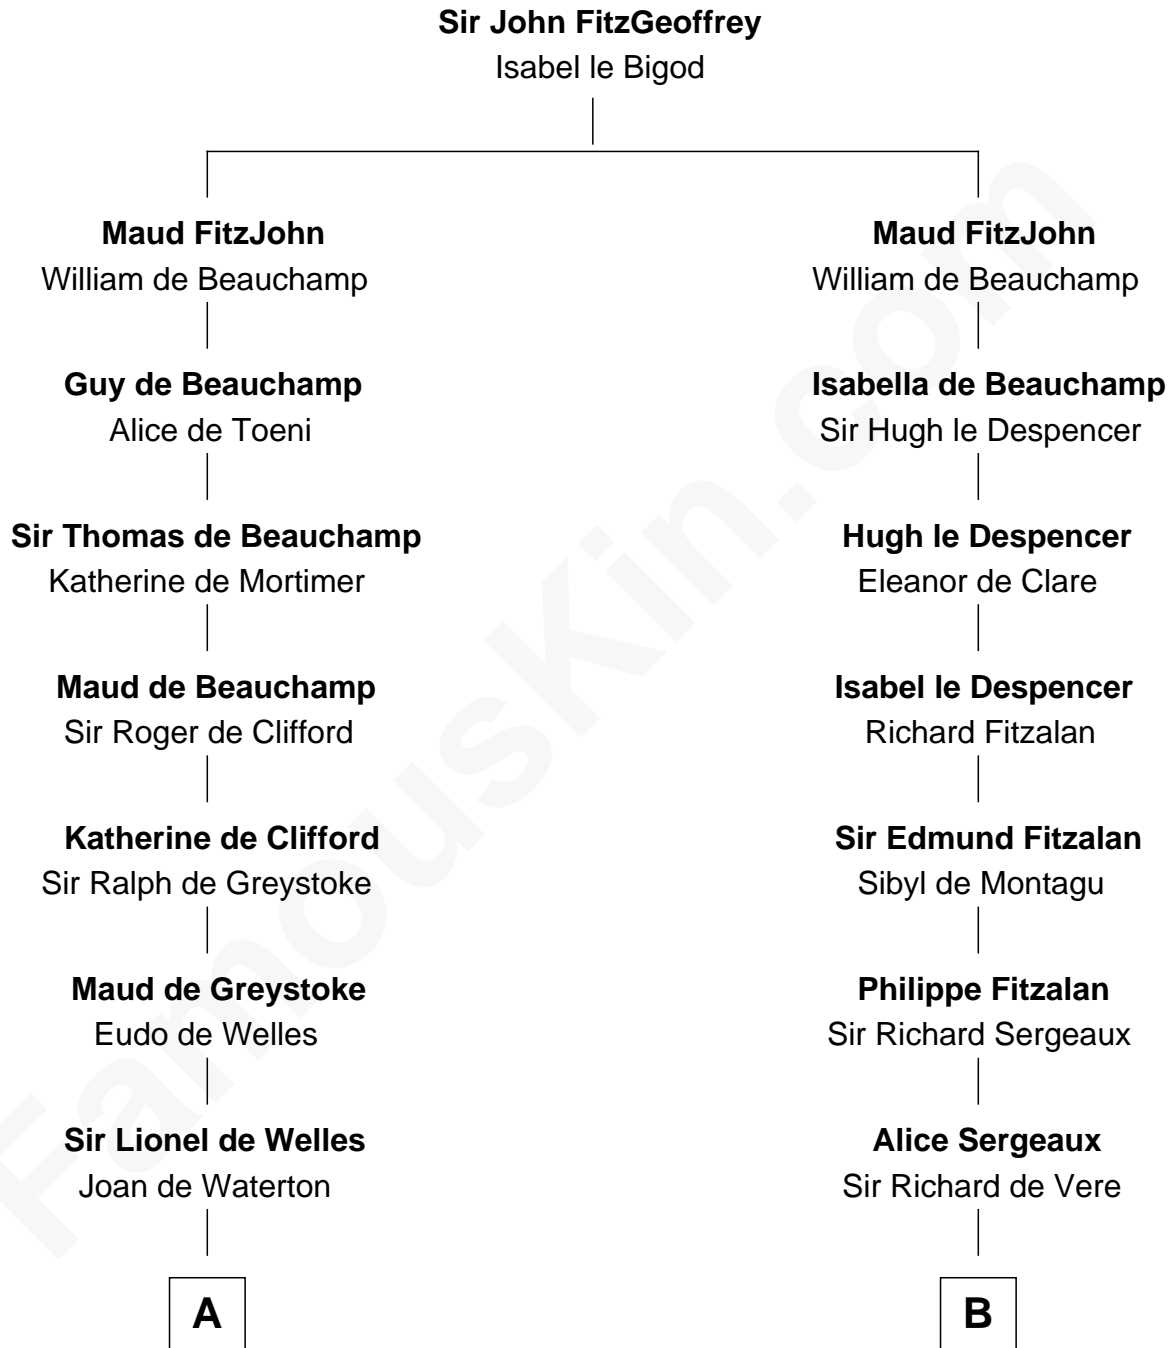 Sir John FitzGeoffrey
Isabel le Bigod
Maud FitzJohn
William de Beauchamp
Maud FitzJohn
William de Beauchamp
Guy de Beauchamp
Alice de Toeni
Isabella de Beauchamp
Sir Hugh le Despencer
Sir Thomas de Beauchamp
Katherine de Mortimer
Hugh le Despencer
Eleanor de Clare
Maud de Beauchamp
Sir Roger de Clifford
Isabel le Despencer
Richard Fitzalan
Katherine de Clifford
Sir Ralph de Greystoke
Sir Edmund Fitzalan
Sibyl de Montagu
Maud de Greystoke
Eudo de Welles
Philippe Fitzalan
Sir Richard Sergeaux
Sir Lionel de Welles
Joan de Waterton
Alice Sergeaux
Sir Richard de Vere
A
B
FamousKin.com